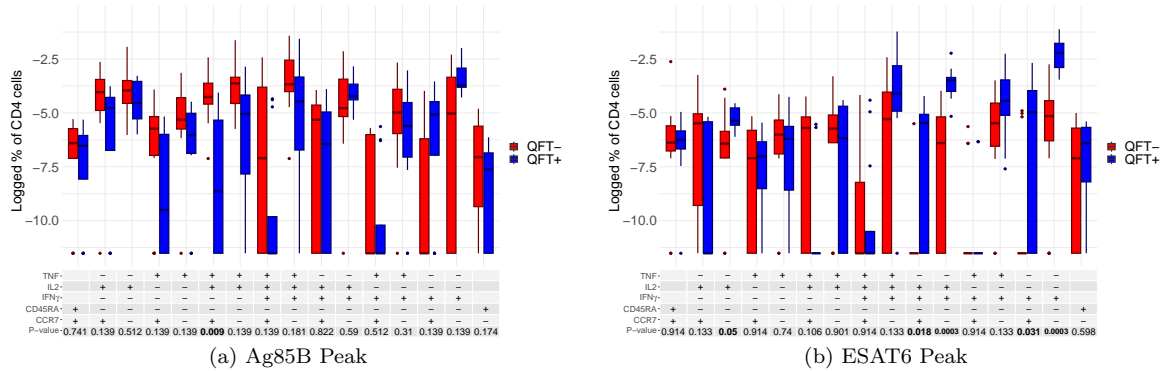 −2.5
−5.0
−7.5
−10.0
Logged % of CD4 cells
QFT−
QFT+
TNF − − + + + + + + − − + + − −
IL2 + + − − + + + + + + − − − −
IFNγ − − − − − − + + + + + + + +
CD45RA + +
CCR7 + + − + − + − + − + − + − + − −
P−value 0.741 0.139 0.512 0.139 0.139 0.009 0.139 0.139 0.181 0.822 0.59 0.512 0.31 0.139 0.139 0.174
(a) Ag85B Peak
−2.5
−5.0
−7.5
−10.0
Logged % of CD4 cells
QFT−
QFT+
TNF − − + + + + + + − − + + − −
IL2 + + − − + + + + + + − − − −
IFNγ − − − − − − + + + + + + + +
CD45RA + +
CCR7 + + − + − + − + − + − + − + − −
P−value 0.914 0.133 0.05 0.914 0.74 0.106 0.901 0.914 0.133 0.018 0.0003 0.914 0.133 0.031 0.0003 0.598
(b) ESAT6 Peak